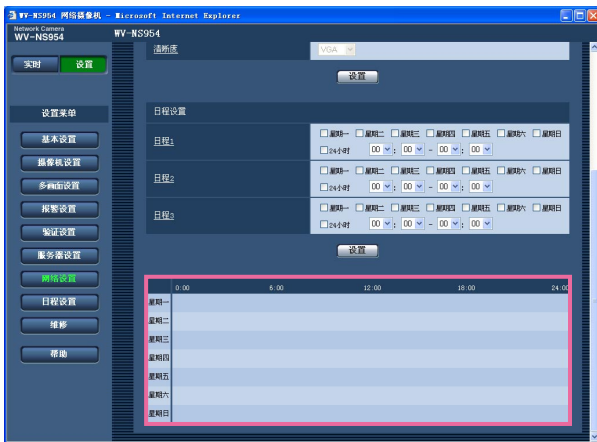 WV-NS954 网络摄像机 - Microsoft Internet Explorer
Network Camera
WV-NS954
WV-NS954
实时 设置
清晰度 VGA
设置
设置菜单
基本设置
摄像机设置
多画面设置
报警设置
验证设置
服务器设置
网络设置
日程设置
维修
帮助
日程设置
日程1 星期一 星期二 星期三 星期四 星期五 星期六 星期日
24小时 00 : 00 - 00 : 00
日程2 星期一 星期二 星期三 星期四 星期五 星期六 星期日
24小时 00 : 00 - 00 : 00
日程3 星期一 星期二 星期三 星期四 星期五 星期六 星期日
24小时 00 : 00 - 00 : 00
设置
0:00 6:00 12:00 18:00 24:00
星期一
星期二
星期三
星期四
星期五
星期六
星期日